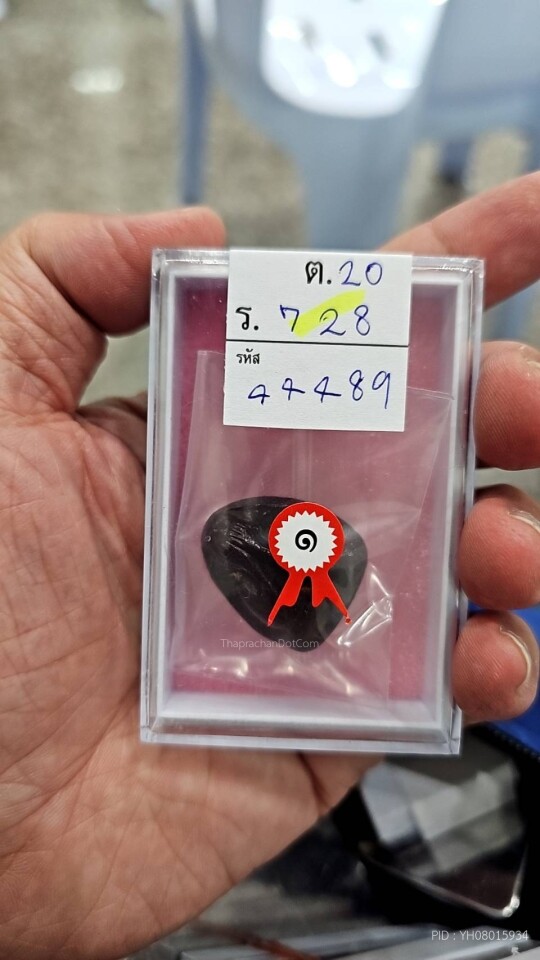 ต. 20
ร. 728
รหัส
44489
๑
ThaprachanDotCom
PID : YH08015934